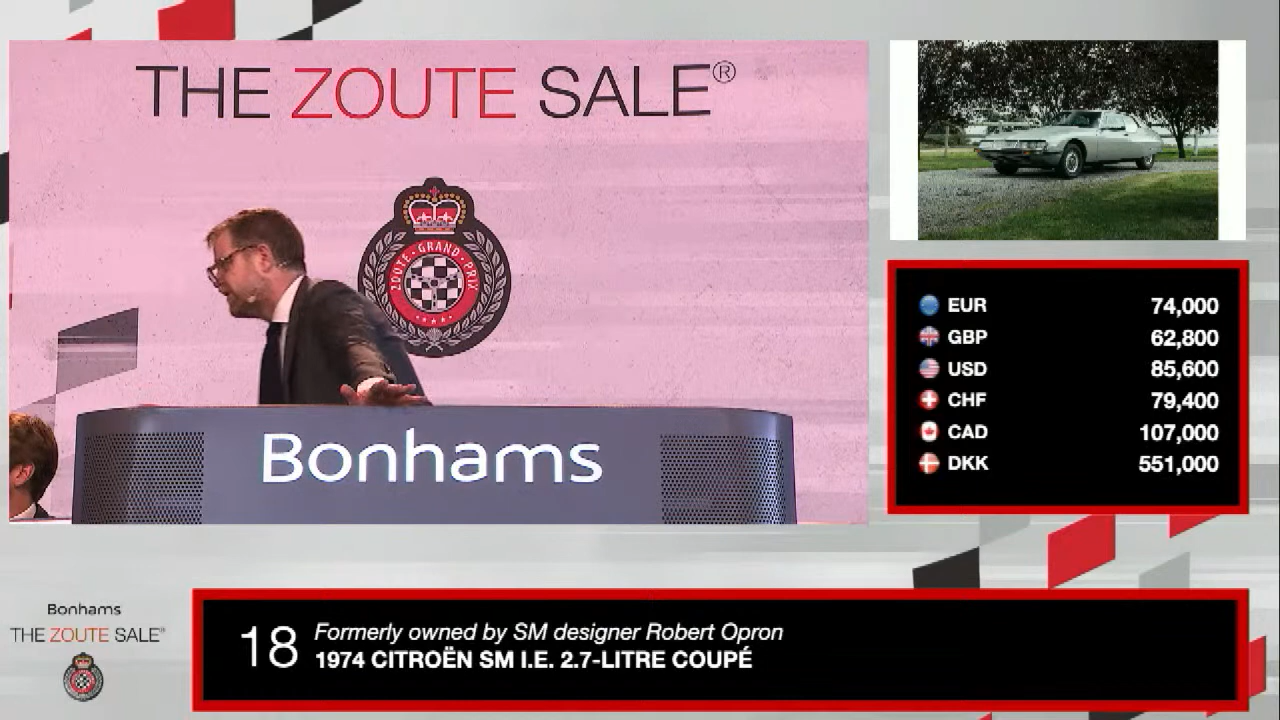 THE ZOUTE SALE®
ZOUTE · GRAND · PRIX
Bonhams
EUR 74,000
GBP 62,800
USD 85,600
CHF 79,400
CAD 107,000
DKK 551,000
Bonhams
THE ZOUTE SALE®
18
Formerly owned by SM designer Robert Opron
1974 CITROËN SM I.E. 2.7-LITRE COUPÉ